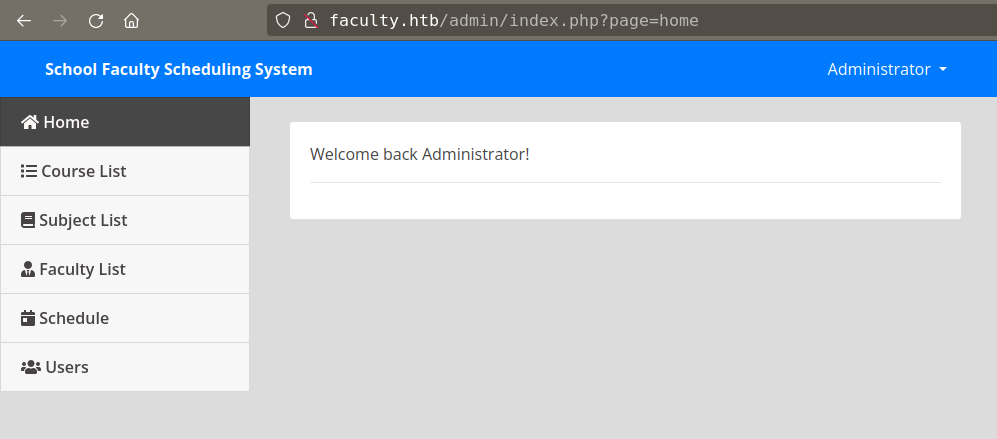 faculty.htb/admin/index.php?page=home
School Faculty Scheduling System
Administrator
Home
Welcome back Administrator!
Course List
Subject List
Faculty List
Schedule
Users